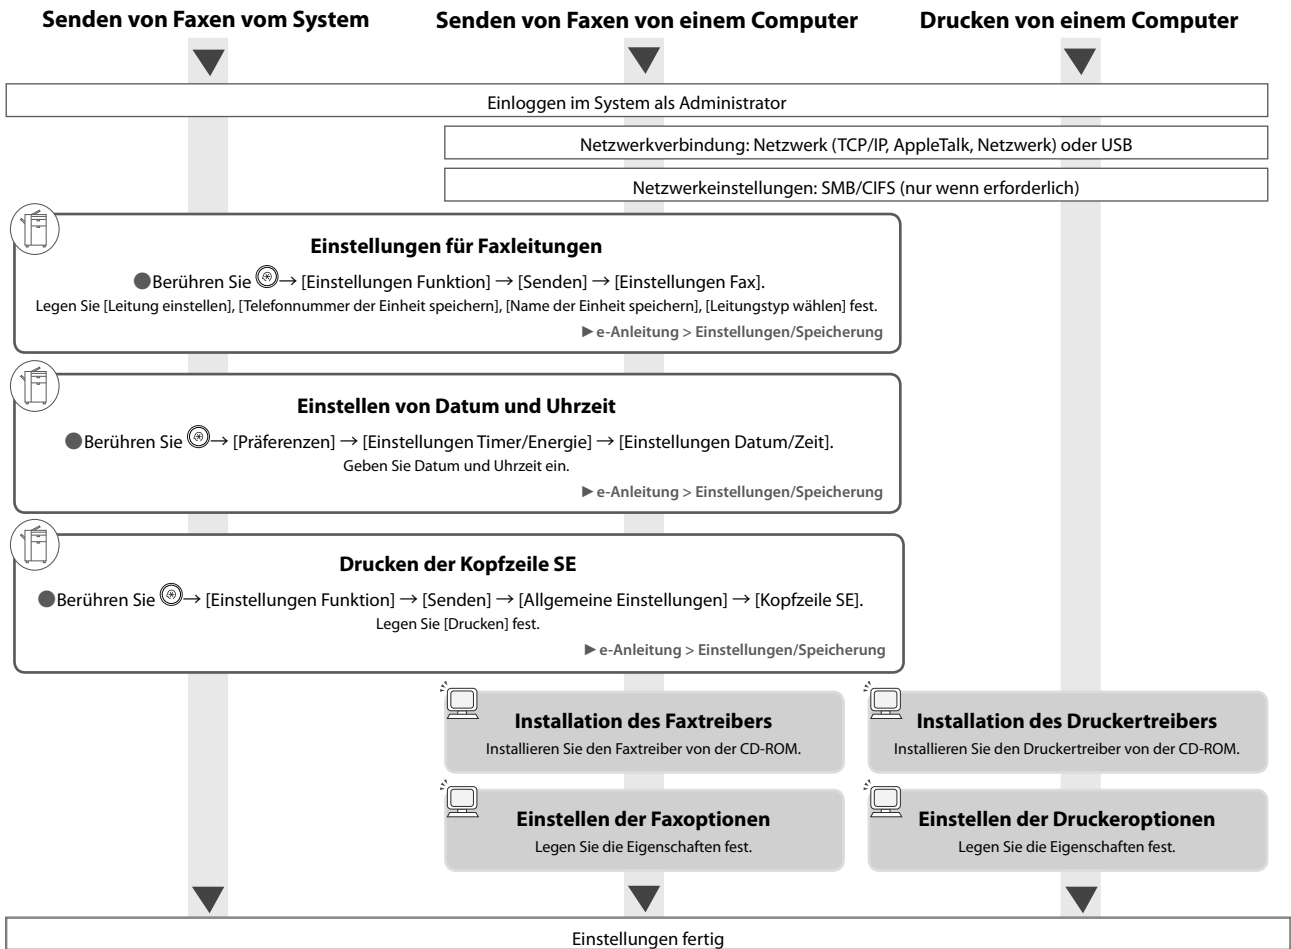 Senden von Faxen vom System
Senden von Faxen von einem Computer
Drucken von einem Computer
Einloggen im System als Administrator
Netzwerkverbindung: Netzwerk (TCP/IP, AppleTalk, Netzwerk) oder USB
Netzwerkeinstellungen: SMB/CIFS (nur wenn erforderlich)
Einstellungen für Faxleitungen
●Berühren Sie → [Einstellungen Funktion] → [Senden] → [Einstellungen Fax].
Legen Sie [Leitung einstellen], [Telefonnummer der Einheit speichern], [Name der Einheit speichern], [Leitungstyp wählen] fest.
►e-Anleitung > Einstellungen/Speicherung
Einstellen von Datum und Uhrzeit
●Berühren Sie → [Präferenzen] → [Einstellungen Timer/Energie] → [Einstellungen Datum/Zeit].
Geben Sie Datum und Uhrzeit ein.
►e-Anleitung > Einstellungen/Speicherung
Drucken der Kopfzeile SE
●Berühren Sie → [Einstellungen Funktion] → [Senden] → [Allgemeine Einstellungen] → [Kopfzeile SE].
Legen Sie [Drucken] fest.
►e-Anleitung > Einstellungen/Speicherung
Installation des Faxtreibers
Installieren Sie den Faxtreiber von der CD-ROM.
Installation des Druckertreibers
Installieren Sie den Druckertreiber von der CD-ROM.
Einstellen der Faxoptionen
Legen Sie die Eigenschaften fest.
Einstellen der Druckeroptionen
Legen Sie die Eigenschaften fest.
Einstellungen fertig